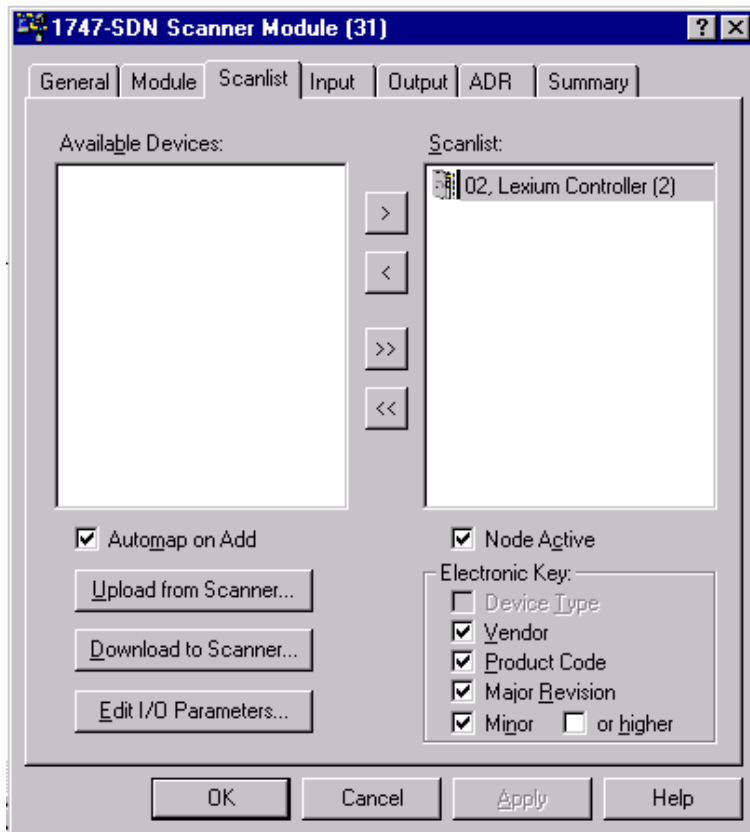 1747-SDN Scanner Module (31)
General Module Scanlist Input Output ADR Summary
Available Devices:
Scanlist:
02, Lexium Controller (2)
>
<
>>
<<
Automap on Add
Node Active
Upload from Scanner...
Download to Scanner...
Edit I/O Parameters...
Electronic Key:
Device Type
Vendor
Product Code
Major Revision
Minor or higher
OK Cancel Apply Help